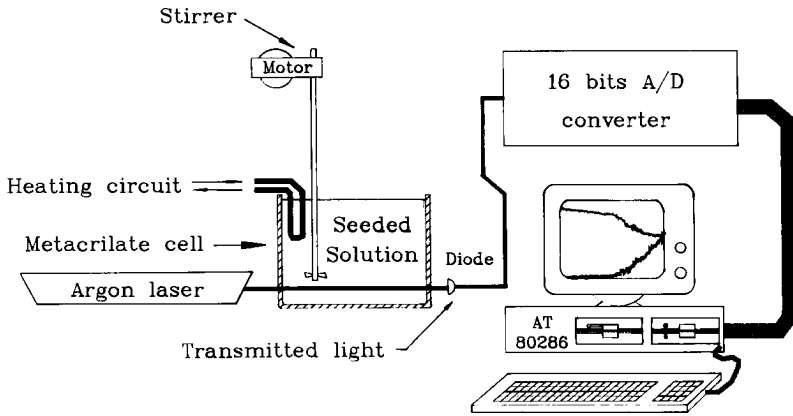 Stirrer
Motor
16 bits A/D
converter
Heating circuit
Seeded
Solution
Metacrilate cell
Diode
Argon laser
AT
80286
Transmitted light